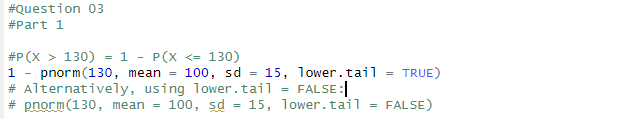 #Question 03
#Part 1
#P(X > 130) = 1 - P(X <= 130)
1 - pnorm(130, mean = 100, sd = 15, lower.tail = TRUE)
# Alternatively, using lower.tail = FALSE:
# pnorm(130, mean = 100, sd = 15, lower.tail = FALSE)